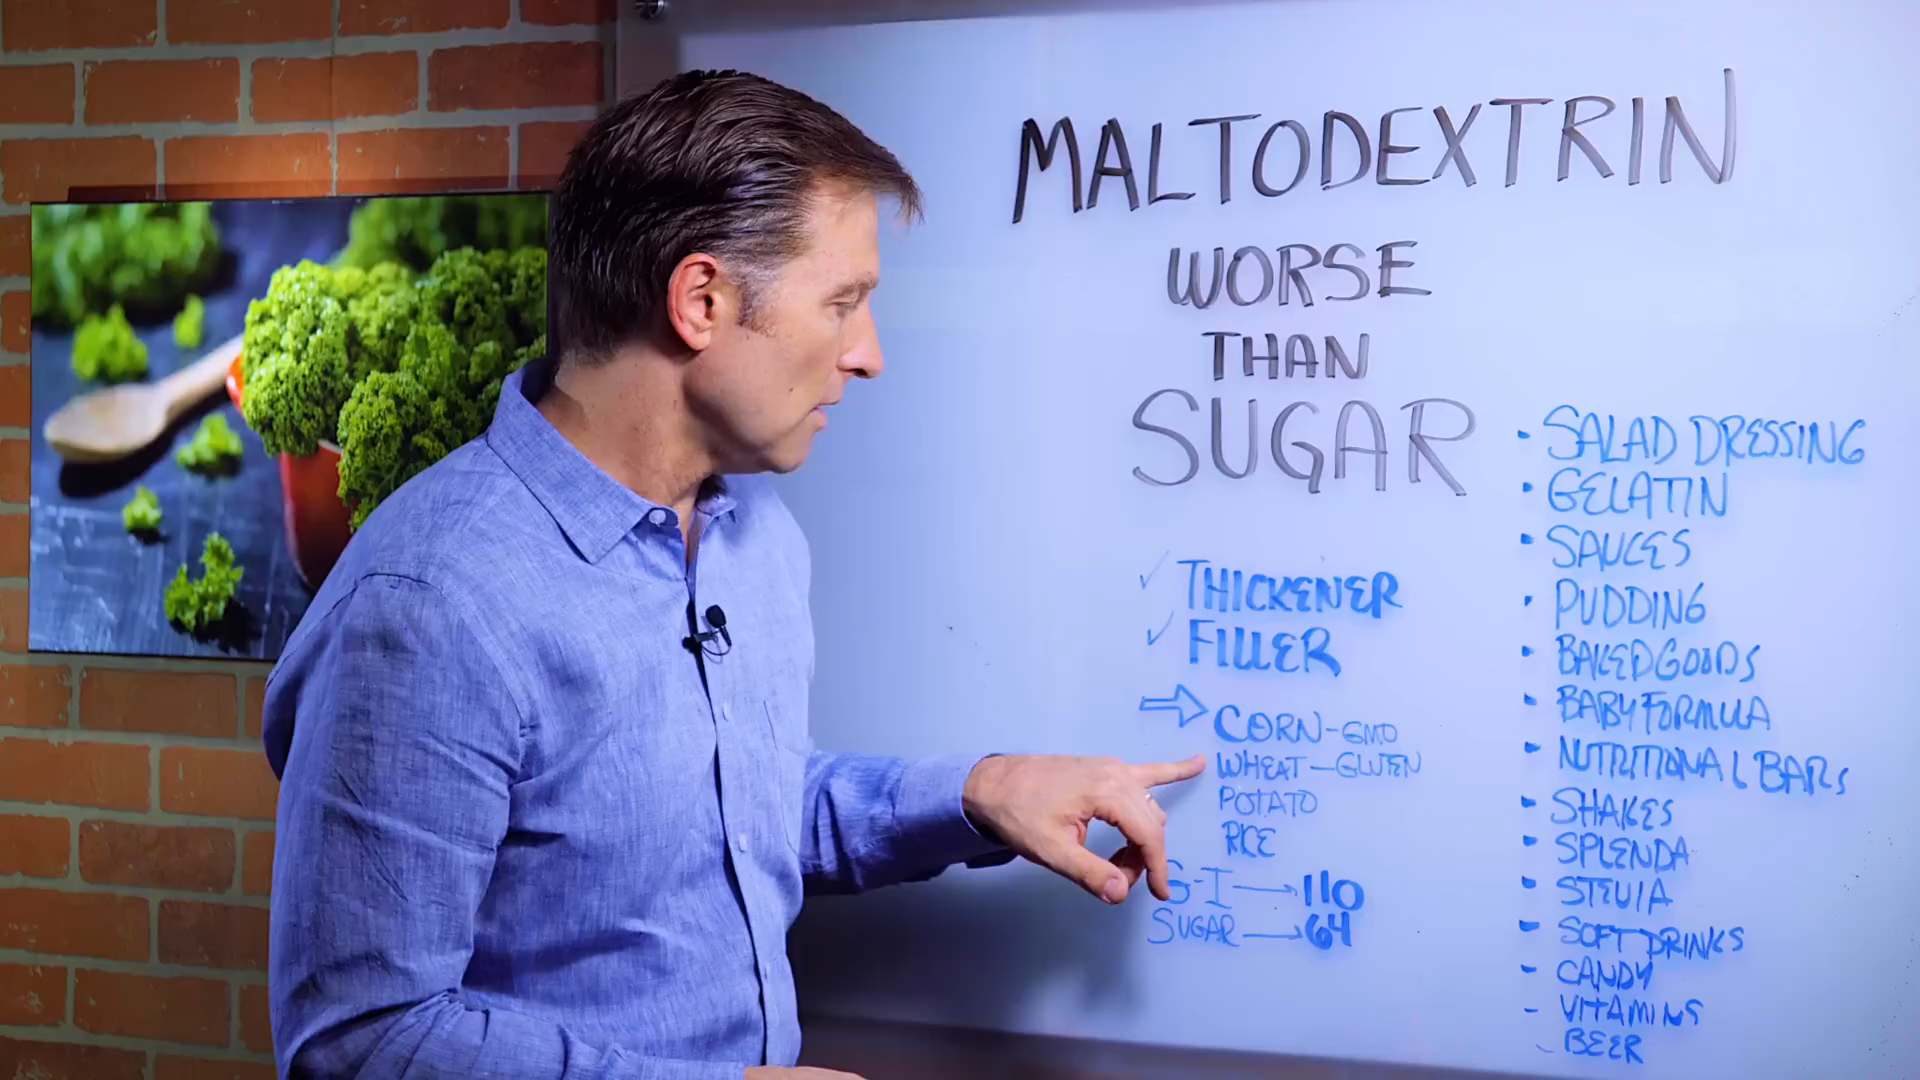 MALTODEXTRIN
WORSE
THAN
SUGAR
✓ THICKENER
✓ FILLER
⇨ CORN-GMO
WHEAT-GLUTEN
POTATO
RICE
G-I → 110
SUGAR → 64
• SALAD DRESSING
• GELATIN
• SAUCES
• PUDDING
- BAKED GOODS
- BABY FORMULA
- NUTRITIONAL BARS
- SHAKES
- SPLENDA
- STEVIA
- SOFT DRINKS
- CANDY
- VITAMINS
- BEER